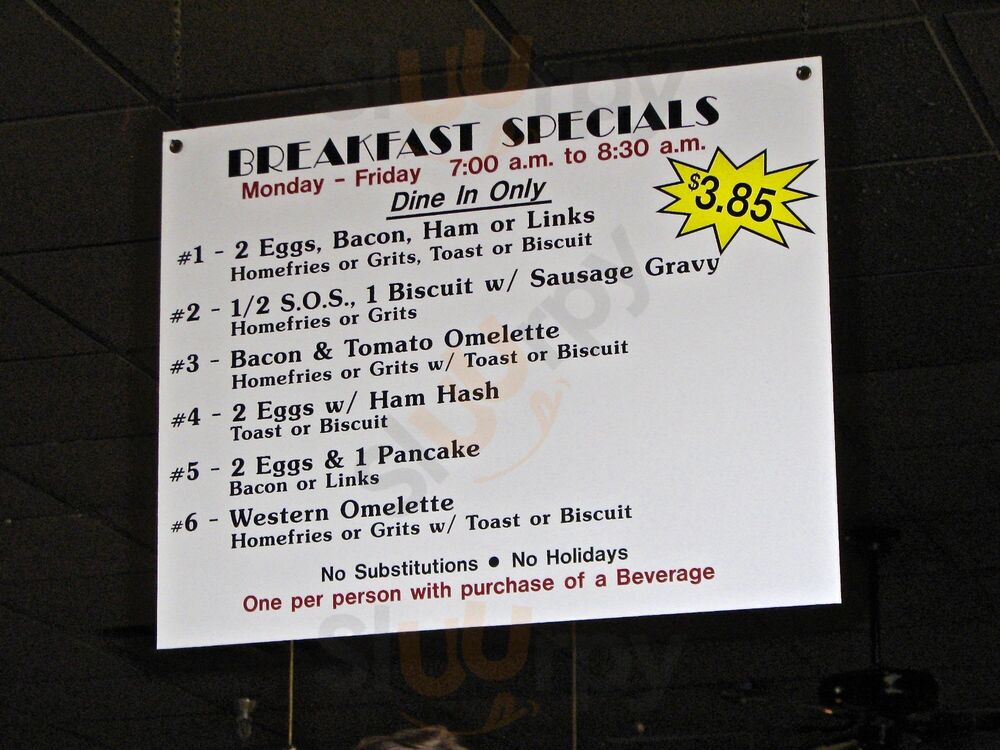 BREAKFAST SPECIALS
Monday - Friday 7:00 a.m. to 8:30 a.m.
Dine In Only
$3.85
#1 - 2 Eggs, Bacon, Ham or Links
Homefries or Grits, Toast or Biscuit
#2 - 1/2 S.O.S., 1 Biscuit w/ Sausage Gravy
Homefries or Grits
#3 - Bacon & Tomato Omelette
Homefries or Grits w/ Toast or Biscuit
#4 - 2 Eggs w/ Ham Hash
Toast or Biscuit
#5 - 2 Eggs & 1 Pancake
Bacon or Links
#6 - Western Omelette
Homefries or Grits w/ Toast or Biscuit
No Substitutions ● No Holidays
One per person with purchase of a Beverage
sluurpy
sluurpy
sluurpy